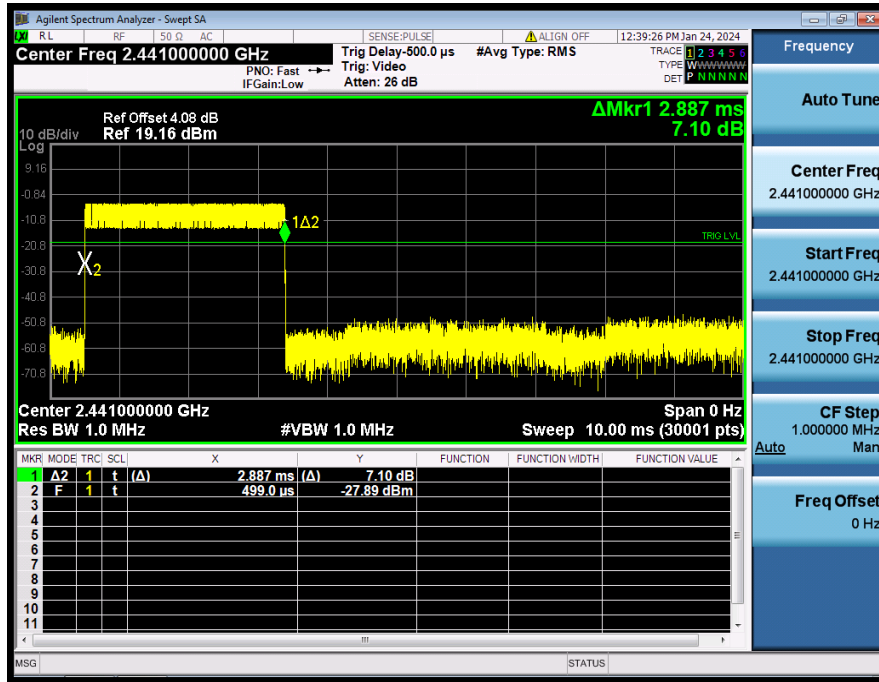 Agilent Spectrum Analyzer - Swept SA
LXI RL RF 50 Ω AC SENSE:PULSE ALIGN OFF 12:39:26 PM Jan 24, 2024
Center Freq 2.441000000 GHz
PNO: Fast
IFGain:Low
Trig Delay-500.0 µs
Trig: Video
Atten: 26 dB
#Avg Type: RMS
TRACE 1 2 3 4 5 6
TYPE WWWWWW
DET P N N N N N
ΔMkr1 2.887 ms
7.10 dB
Ref Offset 4.08 dB
10 dB/div Ref 19.16 dBm
Log
9.16
-0.84
-10.8
-20.8
-30.8
-40.8
-50.8
-60.8
-70.8
1Δ2
TRIG LVL
X2
Center 2.441000000 GHz Span 0 Hz
Res BW 1.0 MHz #VBW 1.0 MHz Sweep 10.00 ms (30001 pts)
MKR MODE TRC SCL X Y FUNCTION FUNCTION WIDTH FUNCTION VALUE
1 Δ2 1 t (Δ) 2.887 ms (Δ) 7.10 dB
2 F 1 t 499.0 µs -27.89 dBm
3
4
5
6
7
8
9
10
11
MSG STATUS
Frequency
Auto Tune
Center Freq
2.441000000 GHz
Start Freq
2.441000000 GHz
Stop Freq
2.441000000 GHz
CF Step
1.000000 MHz
Auto Man
Freq Offset
0 Hz